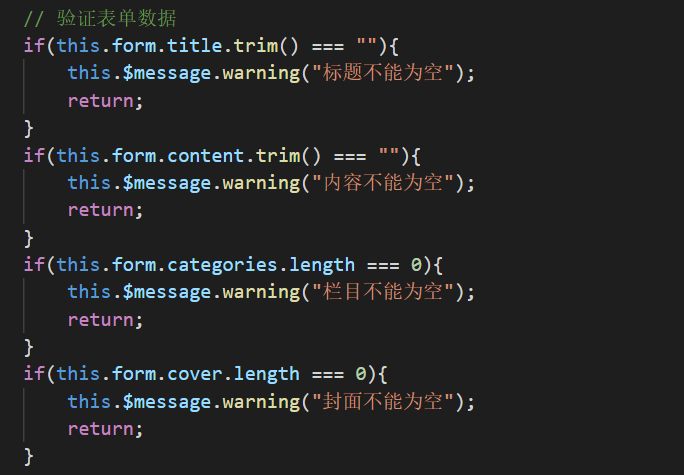 // 验证表单数据
if(this.form.title.trim() === ""){
    this.$message.warning("标题不能为空");
    return;
}
if(this.form.content.trim() === ""){
    this.$message.warning("内容不能为空");
    return;
}
if(this.form.categories.length === 0){
    this.$message.warning("栏目不能为空");
    return;
}
if(this.form.cover.length === 0){
    this.$message.warning("封面不能为空");
    return;
}